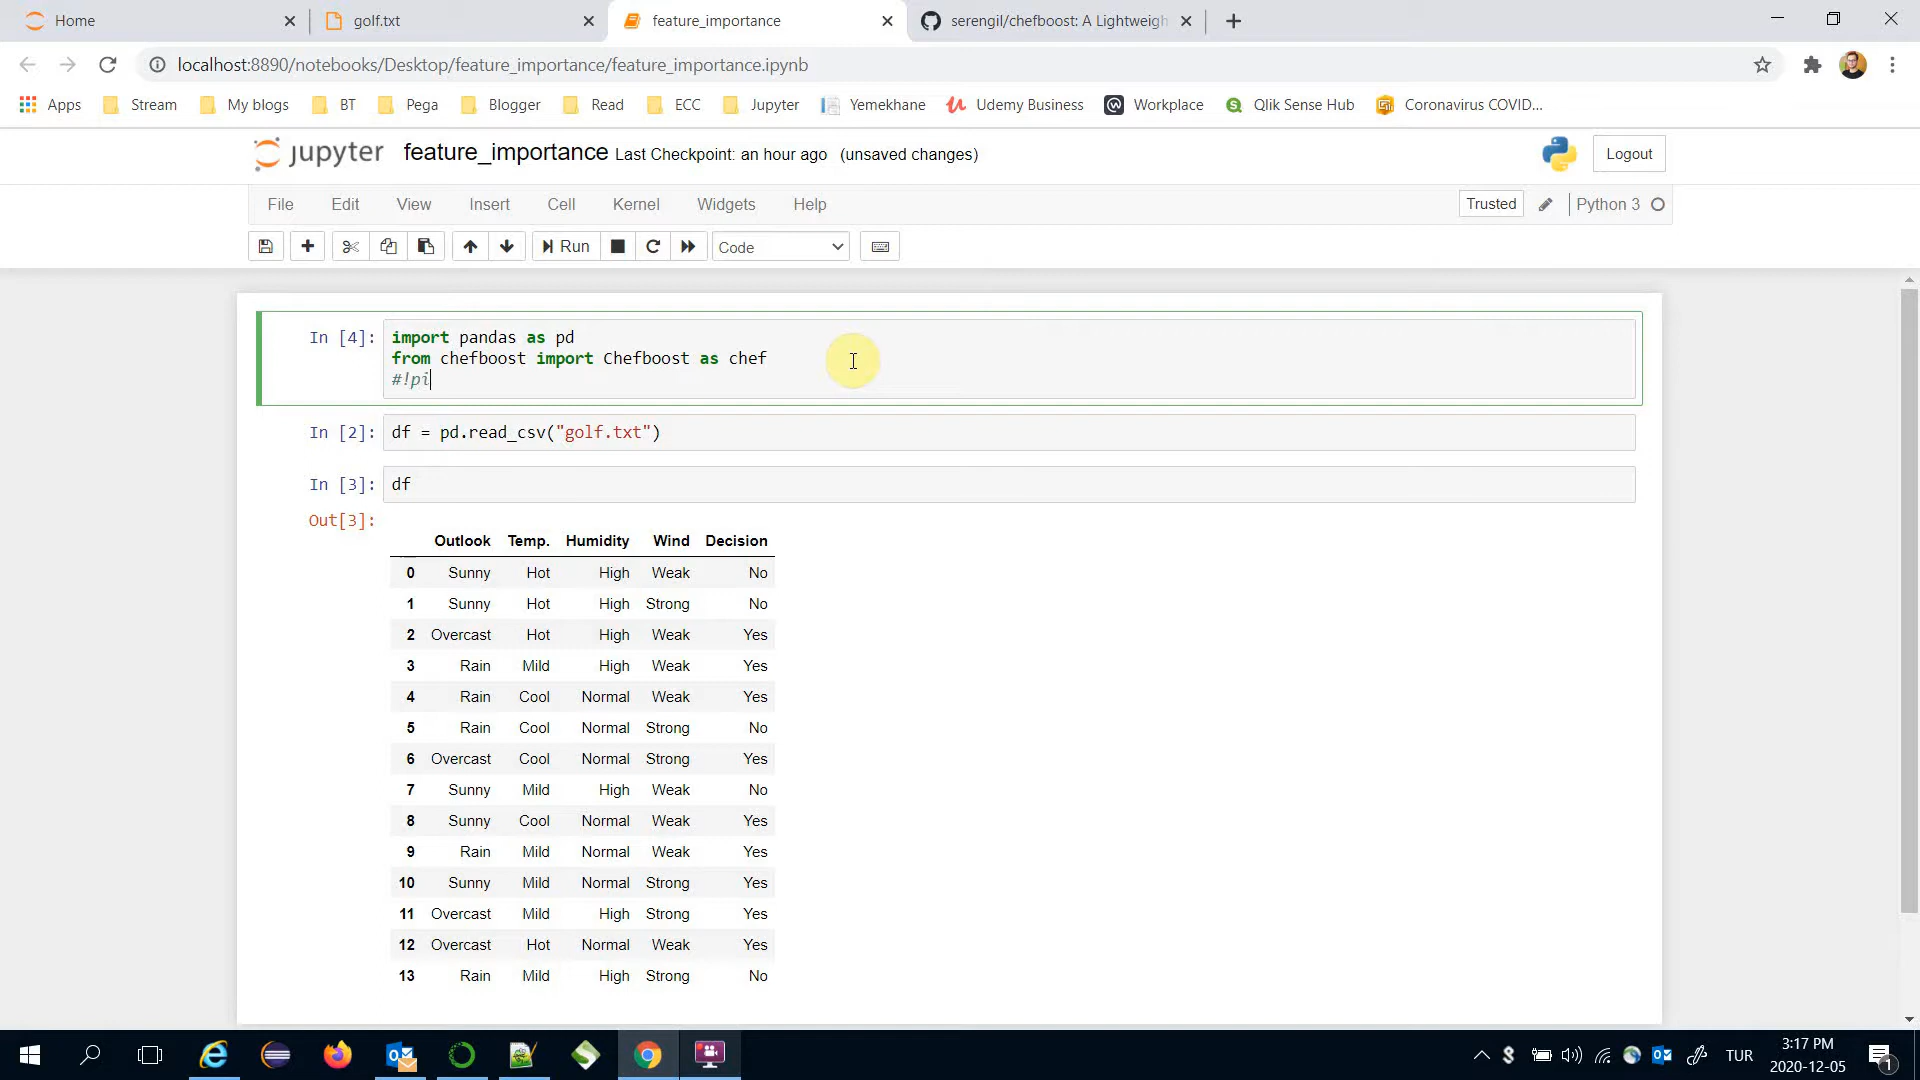 Home
golf.txt
feature_importance
serengil/chefboost: A Lightweigh
localhost:8890/notebooks/Desktop/feature_importance/feature_importance.ipynb
Apps Stream My blogs BT Pega Blogger Read ECC Jupyter Yemekhane Udemy Business Workplace Qlik Sense Hub Coronavirus COVID...
jupyter feature_importance Last Checkpoint: an hour ago (unsaved changes) Logout
File Edit View Insert Cell Kernel Widgets Help Trusted Python 3
Run Code
In [4]: import pandas as pd
from chefboost import Chefboost as chef
#!pi
In [2]: df = pd.read_csv("golf.txt")
In [3]: df
Out[3]:
Outlook Temp. Humidity Wind Decision
0 Sunny Hot High Weak No
1 Sunny Hot High Strong No
2 Overcast Hot High Weak Yes
3 Rain Mild High Weak Yes
4 Rain Cool Normal Weak Yes
5 Rain Cool Normal Strong No
6 Overcast Cool Normal Strong Yes
7 Sunny Mild High Weak No
8 Sunny Cool Normal Weak Yes
9 Rain Mild Normal Weak Yes
10 Sunny Mild Normal Strong Yes
11 Overcast Mild High Strong Yes
12 Overcast Hot Normal Weak Yes
13 Rain Mild High Strong No
TUR
3:17 PM
2020-12-05
1